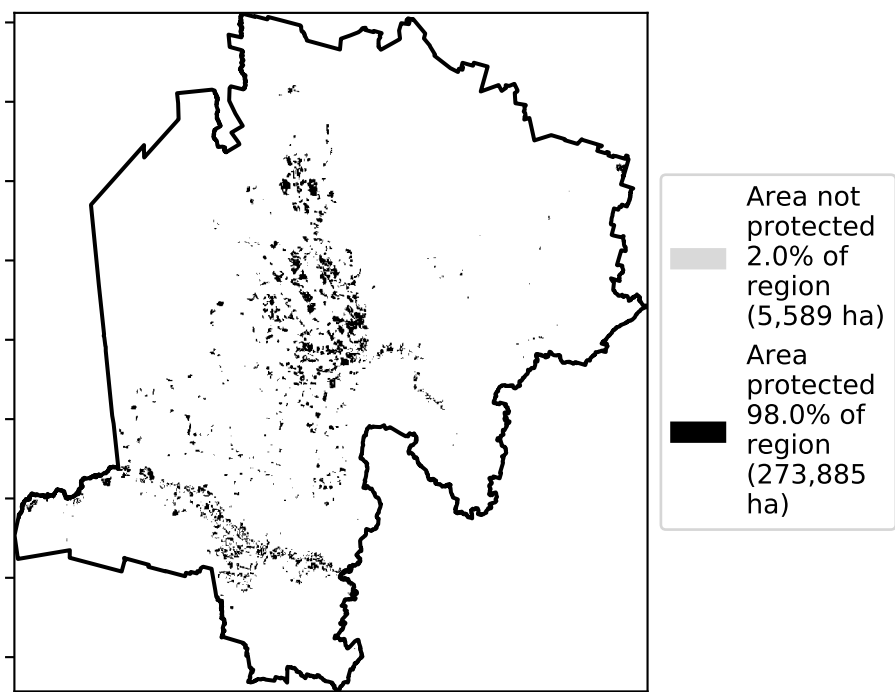 Area not
protected
2.0% of
region
(5,589 ha)
Area
protected
98.0% of
region
(273,885
ha)